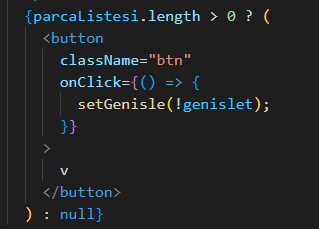 {parcaListesi.length > 0 ? (
<button
className="btn"
onClick={() => {
setGenisle(!genislet);
}}
>
v
</button>
) : null}